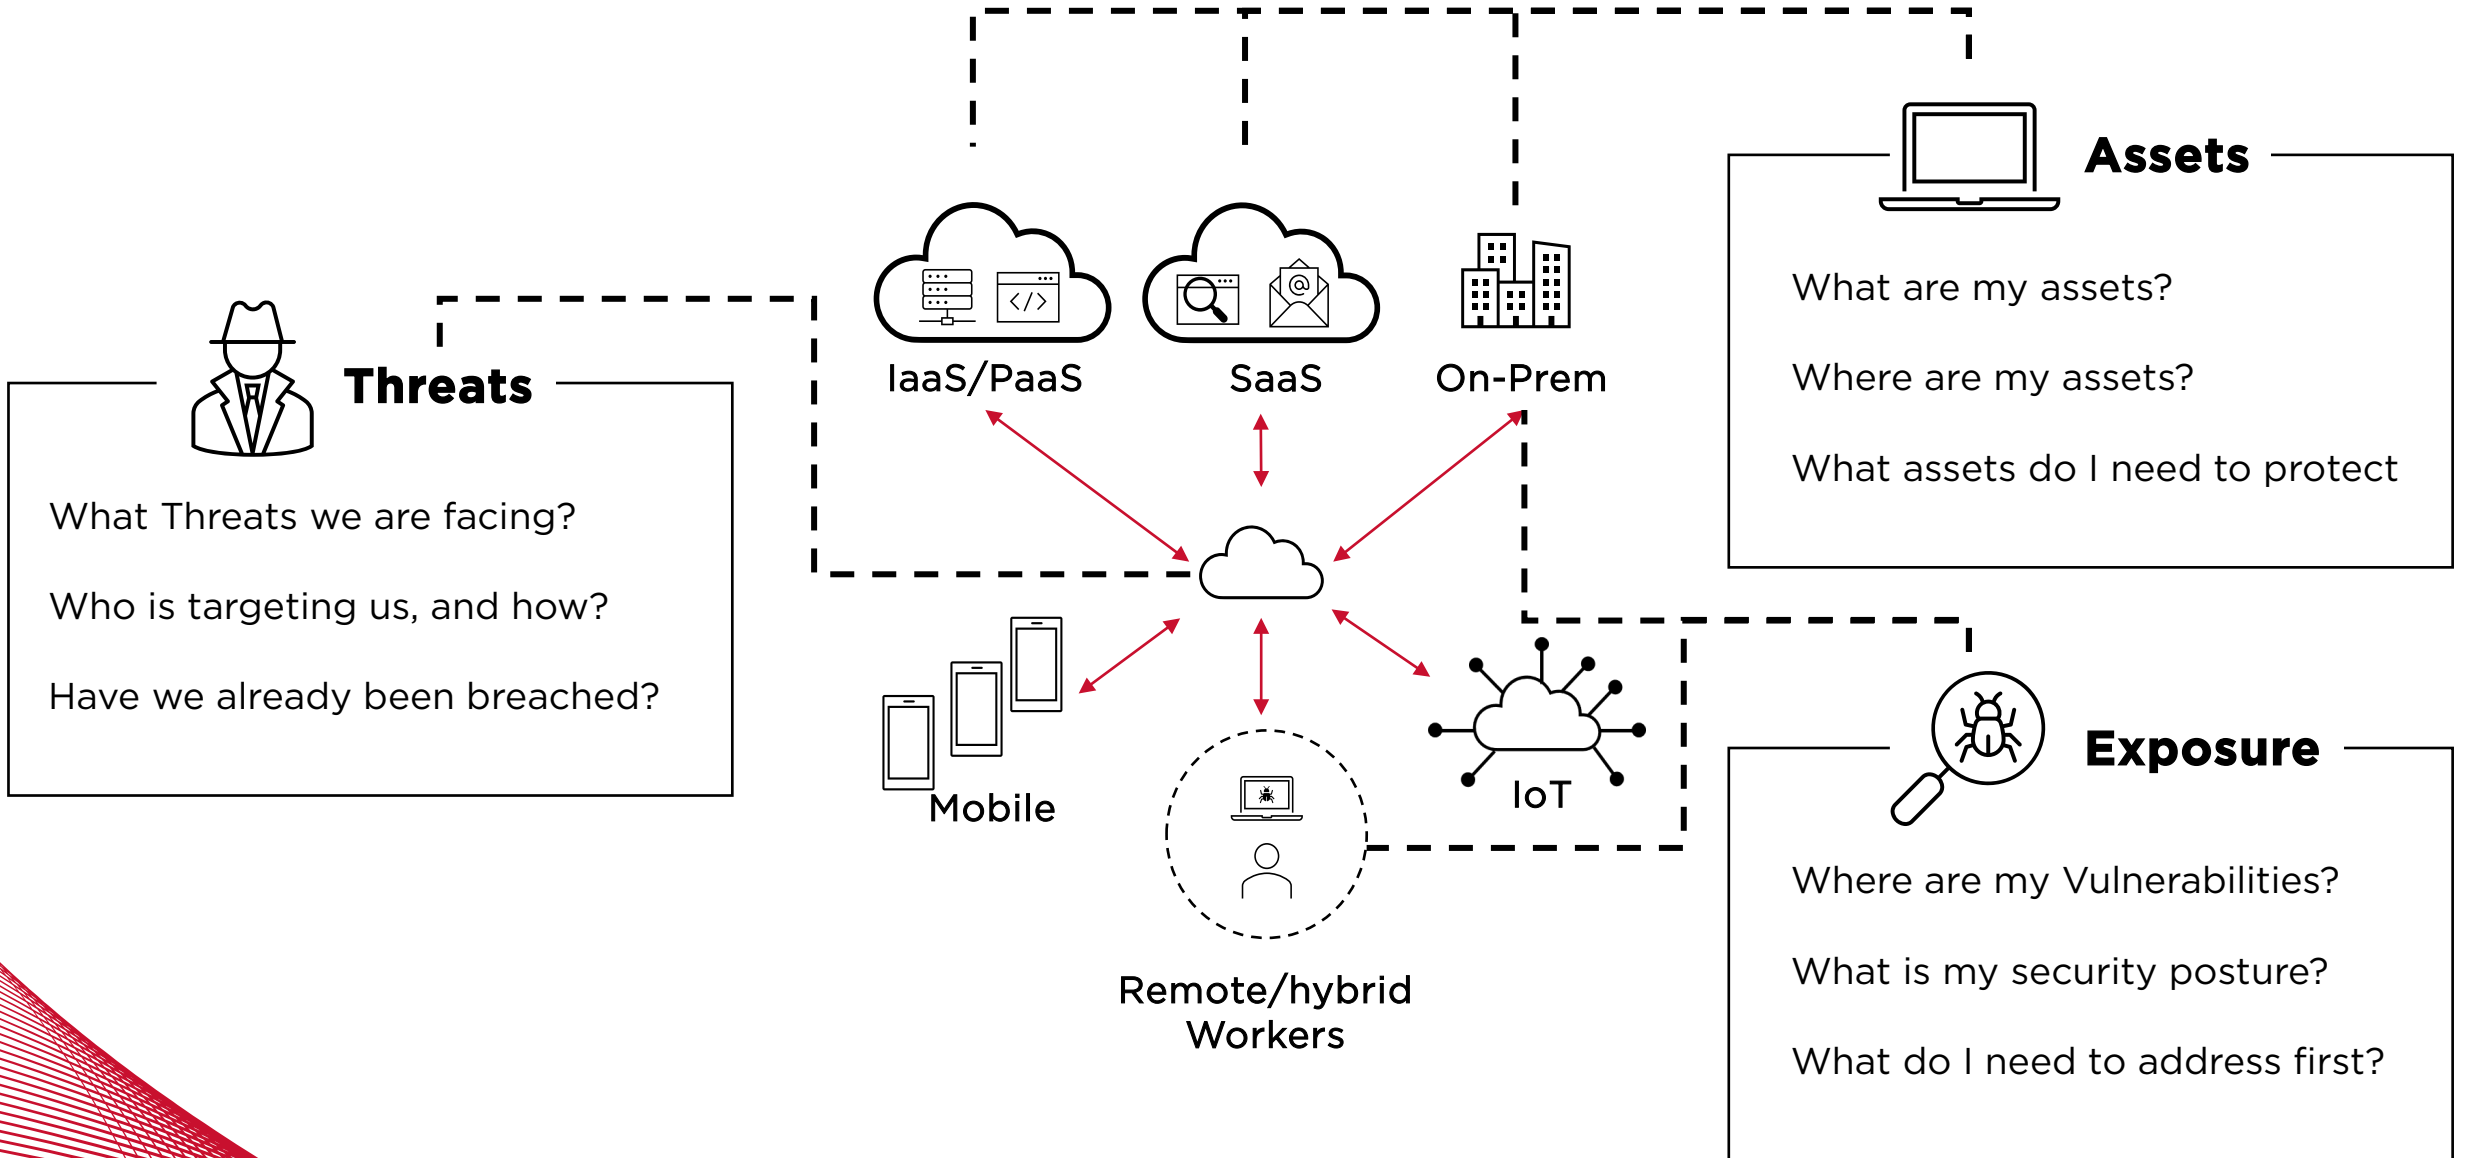 Threats
What Threats we are facing?
Who is targeting us, and how?
Have we already been breached?
IaaS/PaaS
SaaS
On-Prem
Mobile
IoT
Remote/hybrid
Workers
Assets
What are my assets?
Where are my assets?
What assets do I need to protect
Exposure
Where are my Vulnerabilities?
What is my security posture?
What do I need to address first?